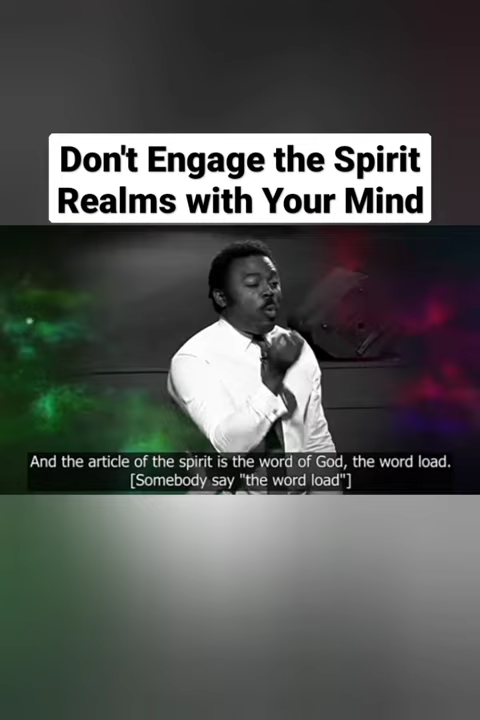 Don't Engage the Spirit
Realms with Your Mind
And the article of the spirit is the word of God, the word load.
[Somebody say "the word load"]